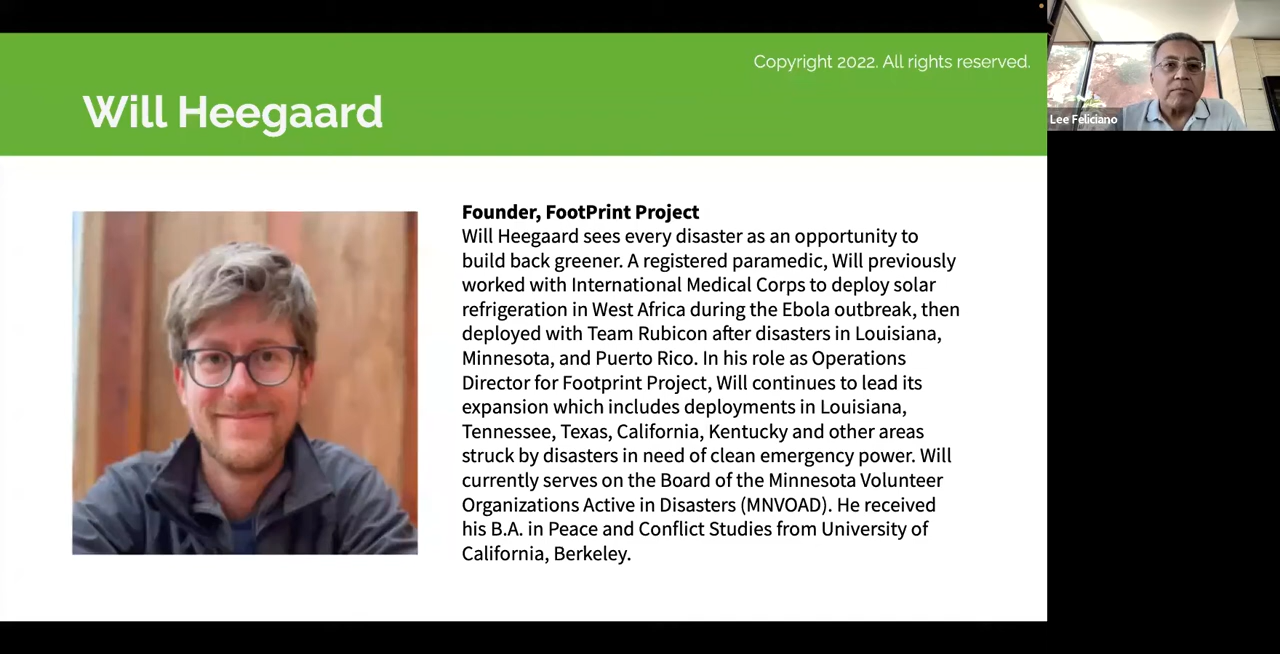 Copyright 2022. All rights reserved.
Will Heegaard
Lee Feliciano
Founder, FootPrint Project
Will Heegaard sees every disaster as an opportunity to
build back greener. A registered paramedic, Will previously
worked with International Medical Corps to deploy solar
refrigeration in West Africa during the Ebola outbreak, then
deployed with Team Rubicon after disasters in Louisiana,
Minnesota, and Puerto Rico. In his role as Operations
Director for Footprint Project, Will continues to lead its
expansion which includes deployments in Louisiana,
Tennessee, Texas, California, Kentucky and other areas
struck by disasters in need of clean emergency power. Will
currently serves on the Board of the Minnesota Volunteer
Organizations Active in Disasters (MNVOAD). He received
his B.A. in Peace and Conflict Studies from University of
California, Berkeley.